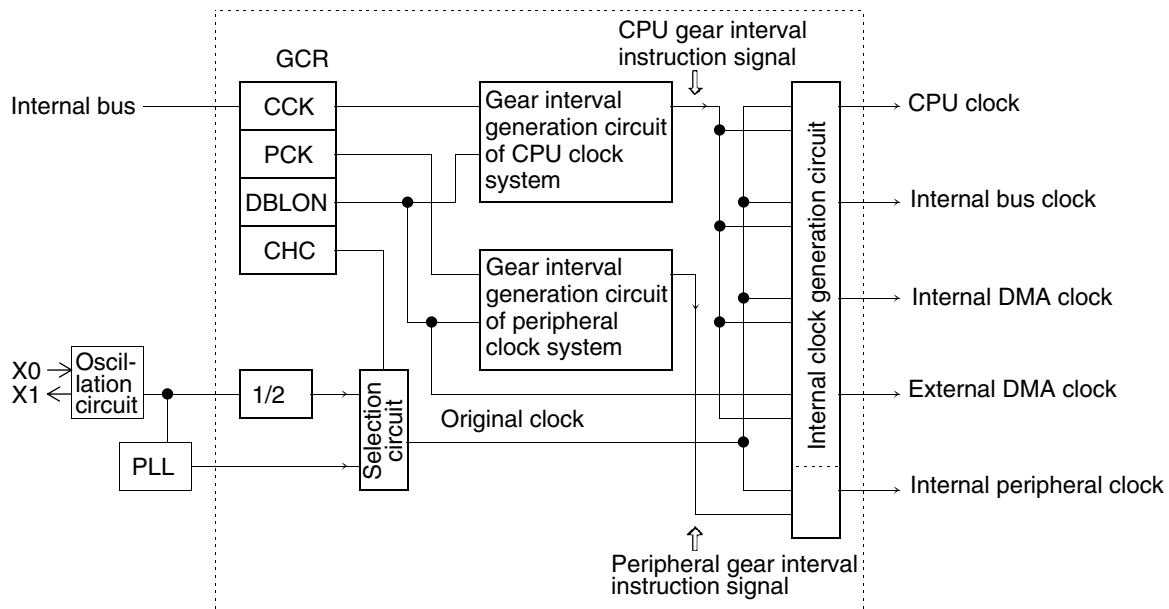 CPU gear interval
instruction signal
GCR
Internal bus
CCK
PCK
DBLON
CHC
Gear interval
generation circuit
of CPU clock
system
Gear interval
generation circuit
of peripheral
clock system
Internal clock generation circuit
CPU clock
Internal bus clock
Internal DMA clock
External DMA clock
Internal peripheral clock
X0
X1
Oscil-
lation
circuit
1/2
PLL
Selection
circuit
Original clock
Peripheral gear interval
instruction signal